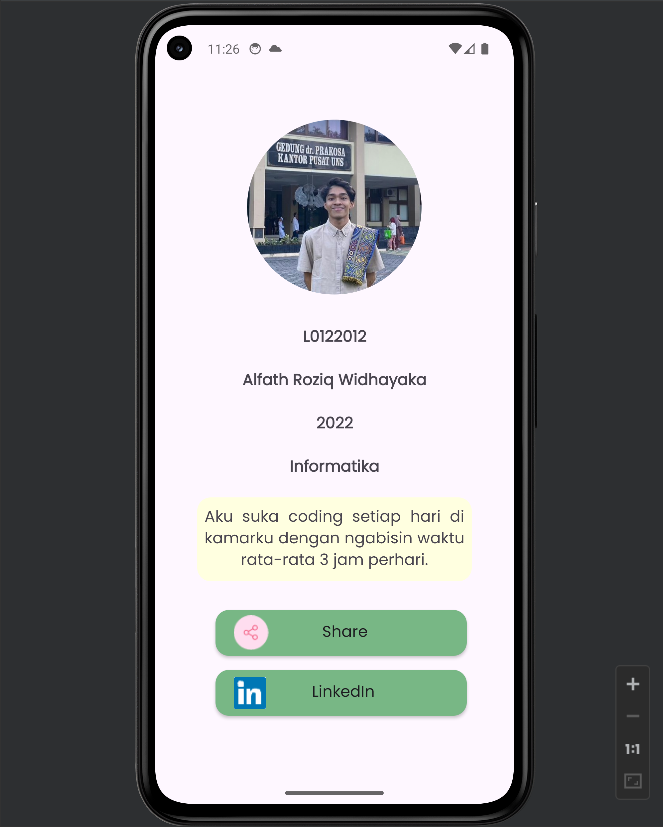 11:26
GEDUNG dr. PRAKOSA
KANTOR PUSAT UNS
L0122012
Alfath Roziq Widhayaka
2022
Informatika
Aku suka coding setiap hari di
kamarku dengan ngabisin waktu
rata-rata 3 jam perhari.
Share
in LinkedIn
1:1